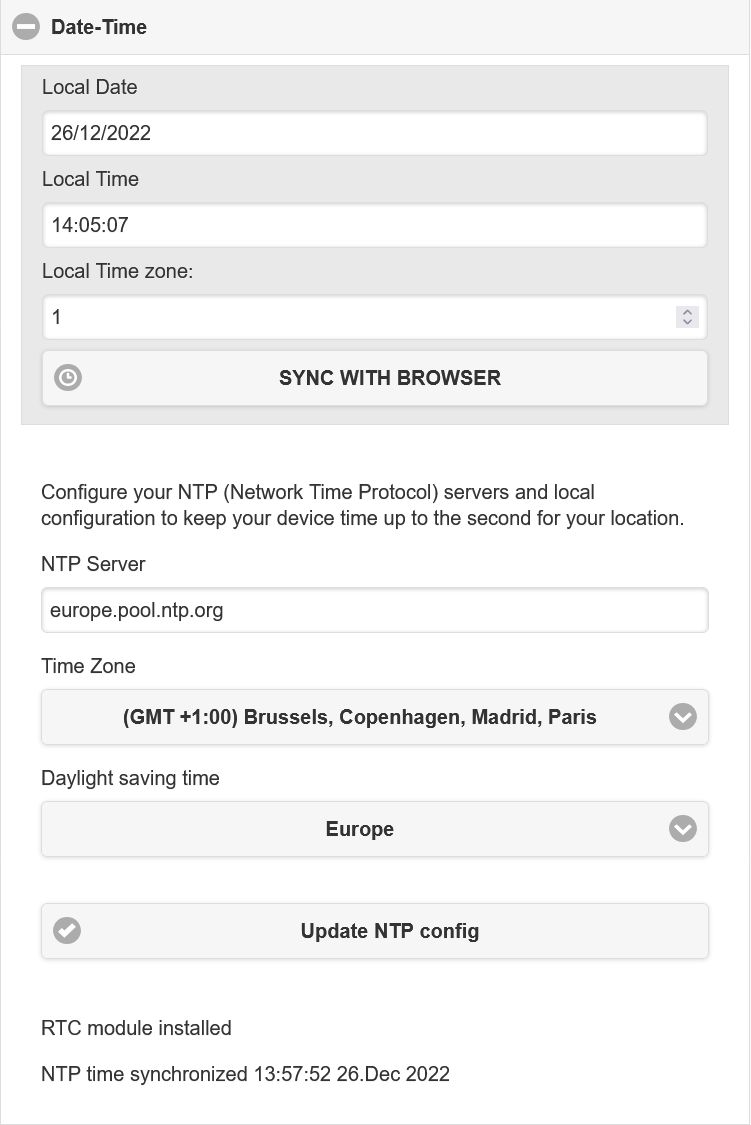 Date-Time
Local Date
26/12/2022
Local Time
14:05:07
Local Time zone:
1
SYNC WITH BROWSER
Configure your NTP (Network Time Protocol) servers and local
configuration to keep your device time up to the second for your location.
NTP Server
europe.pool.ntp.org
Time Zone
(GMT +1:00) Brussels, Copenhagen, Madrid, Paris
Daylight saving time
Europe
Update NTP config
RTC module installed
NTP time synchronized 13:57:52 26.Dec 2022